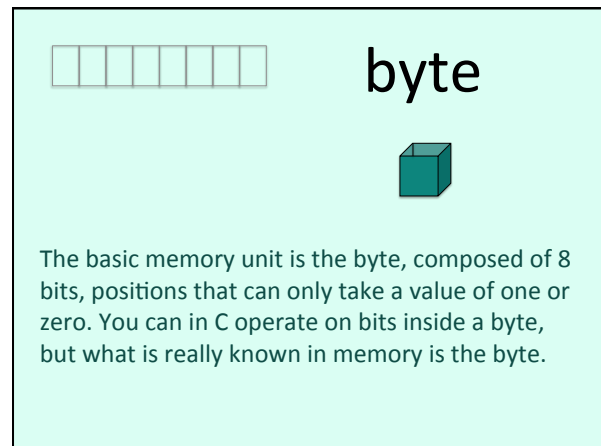 byte
The basic memory unit is the byte, composed of 8
bits, positions that can only take a value of one or
zero. You can in C operate on bits inside a byte,
but what is really known in memory is the byte.